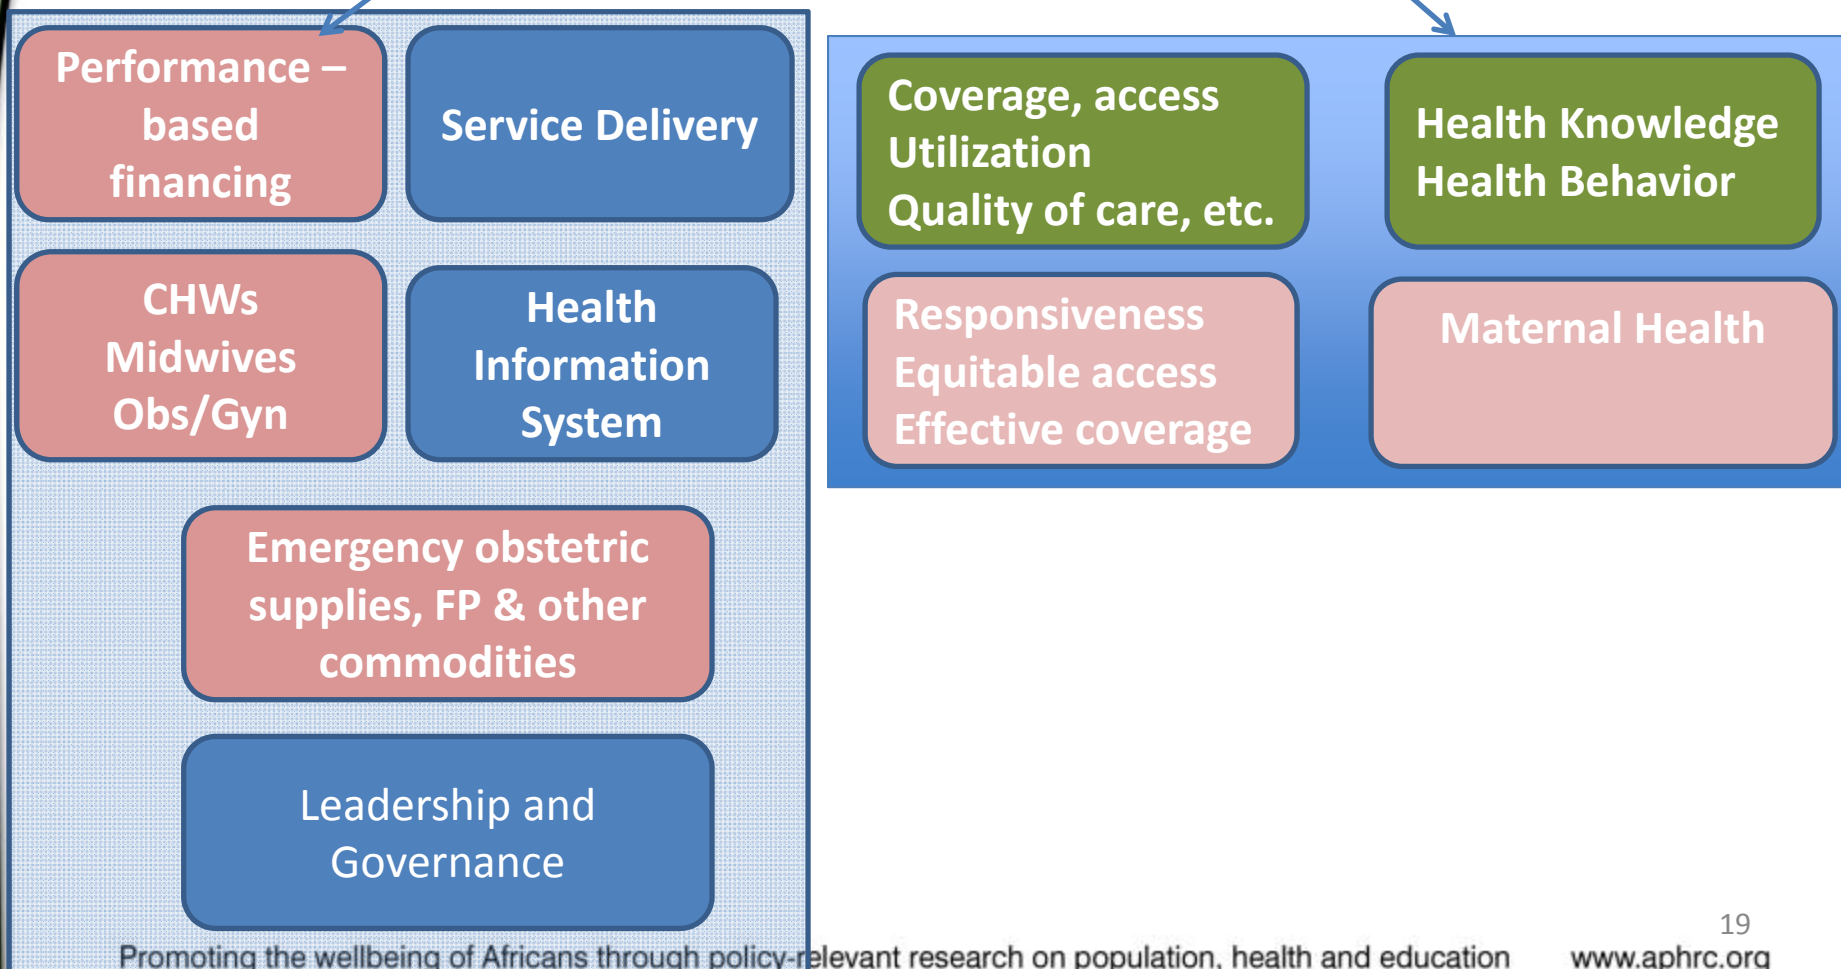 Performance –
based
financing
Service Delivery
CHWs
Midwives
Obs/Gyn
Health
Information
System
Emergency obstetric
supplies, FP & other
commodities
Leadership and
Governance
Coverage, access
Utilization
Quality of care, etc.
Health Knowledge
Health Behavior
Responsiveness
Equitable access
Effective coverage
Maternal Health
19
Promoting the wellbeing of Africans through policy-relevant research on population, health and education www.aphrc.org